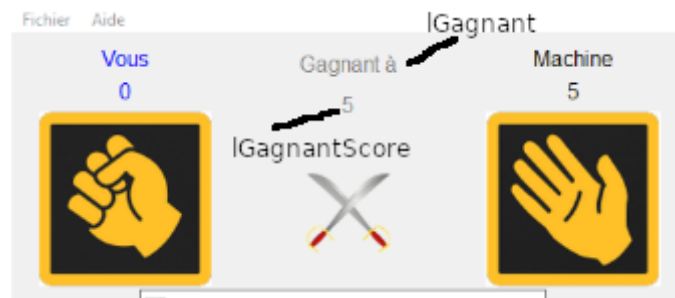 Fichier Aide
lGagnant
Vous
Gagnant à
Machine
0
5
5
lGagnantScore